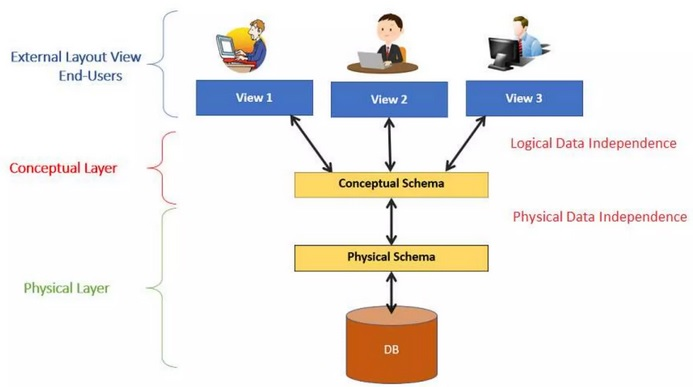 External Layout View
End-Users
View 1
View 2
View 3
Logical Data Independence
Conceptual Layer
Conceptual Schema
Physical Data Independence
Physical Schema
Physical Layer
DB